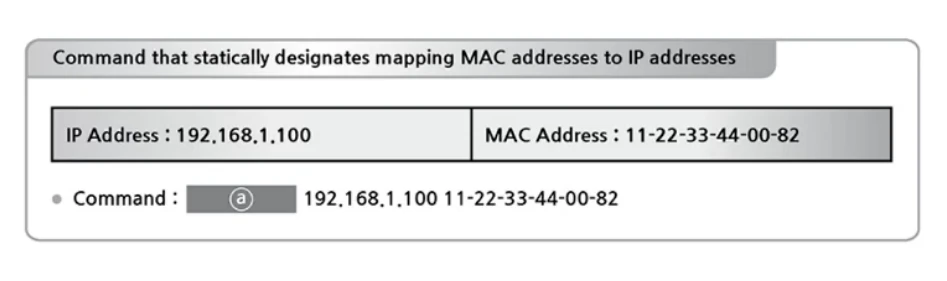 Command that statically designates mapping MAC addresses to IP addresses
IP Address : 192.168.1.100 MAC Address : 11-22-33-44-00-82
• Command : ⓐ 192.168.1.100 11-22-33-44-00-82